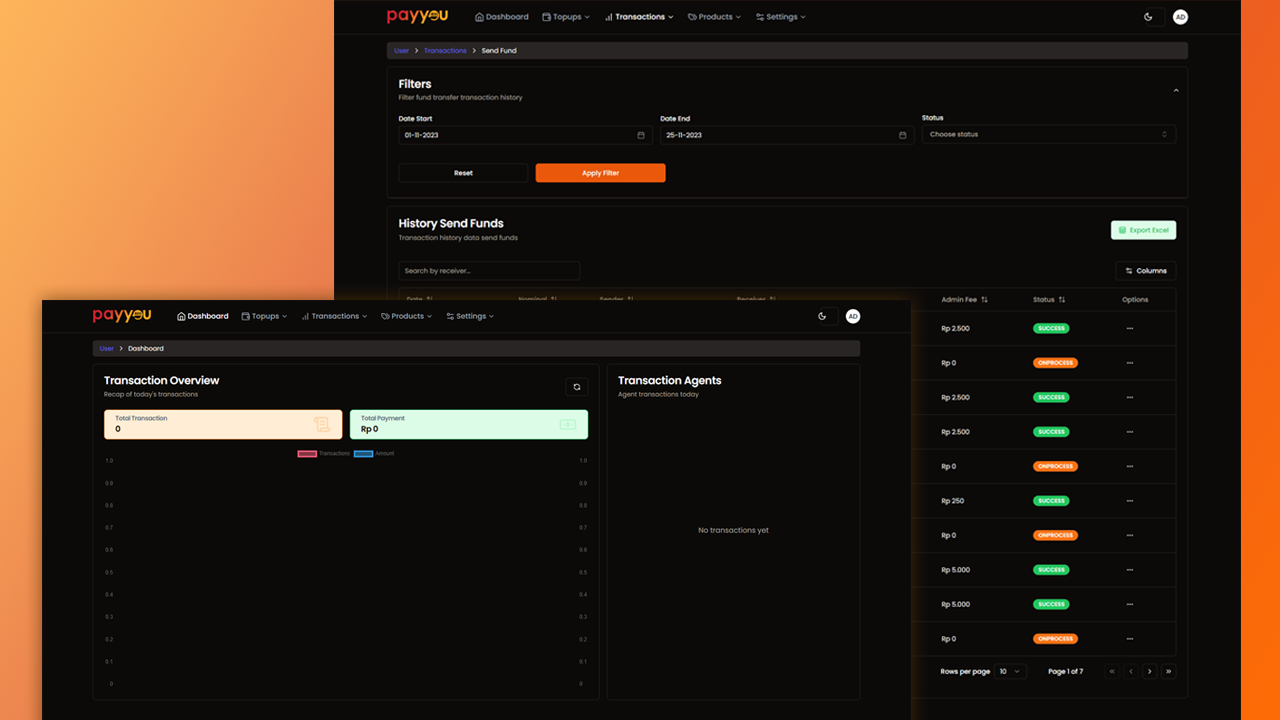 payyou
Dashboard Topups Transactions Products Settings AD
User > Transactions > Send Fund
Filters
Filter fund transfer transaction history
Date Start Date End Status
01-11-2023 25-11-2023 Choose status
Reset Apply Filter
History Send Funds
Transaction history data send funds
Export Excel
Search by receiver...
Columns
Date Nominal Sender Receiver Admin Fee Status Options
Rp 2.500 SUCCESS ...
Rp 0 ONPROCESS ...
Rp 2.500 SUCCESS ...
Rp 2.500 SUCCESS ...
Rp 0 ONPROCESS ...
Rp 250 SUCCESS ...
Rp 0 ONPROCESS ...
Rp 5.000 SUCCESS ...
Rp 5.000 SUCCESS ...
Rp 0 ONPROCESS ...
Rows per page 10 Page 1 of 7 « ‹ › »
payyou
Dashboard Topups Transactions Products Settings AD
User > Dashboard
Transaction Overview
Recap of today's transactions
Total Transaction
0
Total Payment
Rp 0
Transactions Amount
1.0 1.0
0.9 0.9
0.8 0.8
0.7 0.7
0.6 0.6
0.5 0.5
0.4 0.4
0.3 0.3
0.2 0.2
0.1 0.1
0 0
Transaction Agents
Agent transactions today
No transactions yet